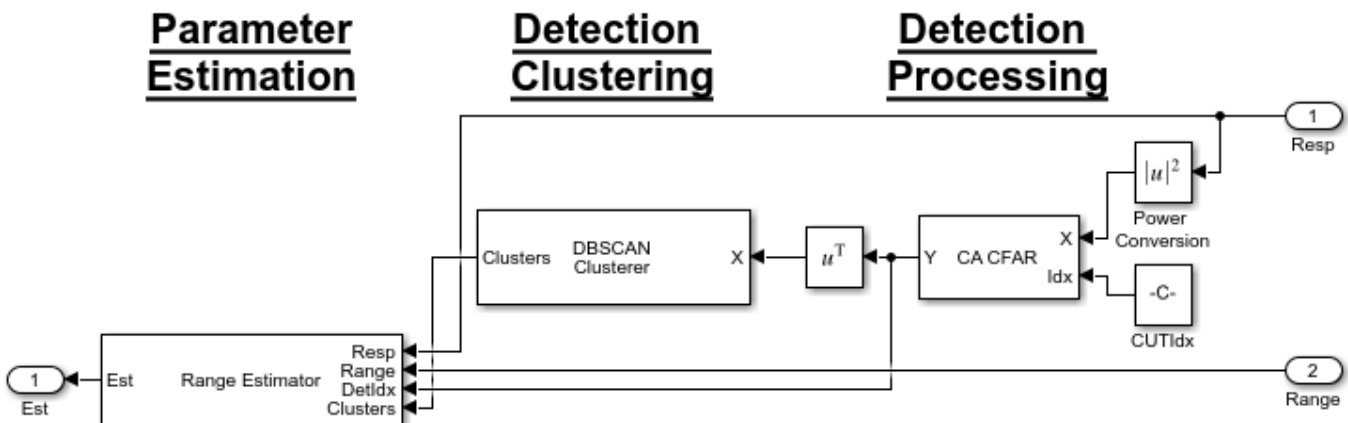 Parameter
Estimation
Detection
Clustering
Detection
Processing
1
Resp
|u|²
Power
Conversion
X
Idx
CA CFAR
Y
-C-
CUTIdx
uᵀ
Clusters
DBSCAN
Clusterer
X
Resp
Range
DetIdx
Clusters
Range Estimator
Est
1
Est
2
Range